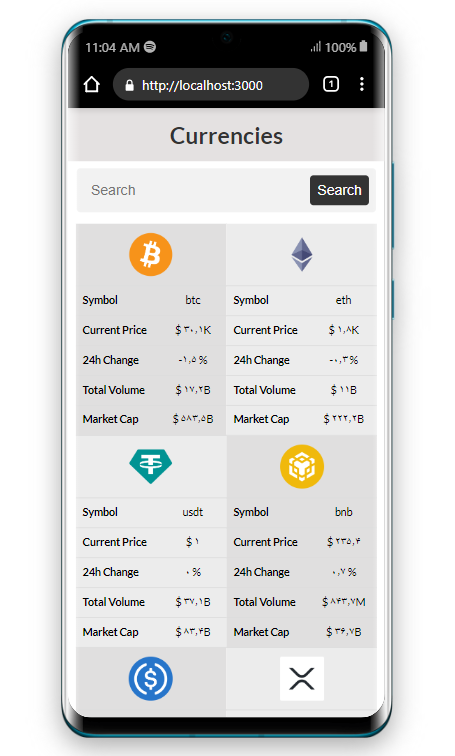 11:04 AM 100%
http://localhost:3000 1
Currencies
Search Search
Symbol btc
Current Price $ ۳۰,۱K
24h Change -۱,۵ %
Total Volume $ ۱۷,۲B
Market Cap $ ۵۸۳,۵B
Symbol eth
Current Price $ ۱,۸K
24h Change -۰,۳ %
Total Volume $ ۱۱B
Market Cap $ ۲۲۲,۲B
Symbol usdt
Current Price $ ۱
24h Change ۰ %
Total Volume $ ۳۷,۱B
Market Cap $ ۸۳,۴B
Symbol bnb
Current Price $ ۲۳۵,۴
24h Change ۰,۷ %
Total Volume $ ۸۴۳,۷M
Market Cap $ ۳۶,۷B